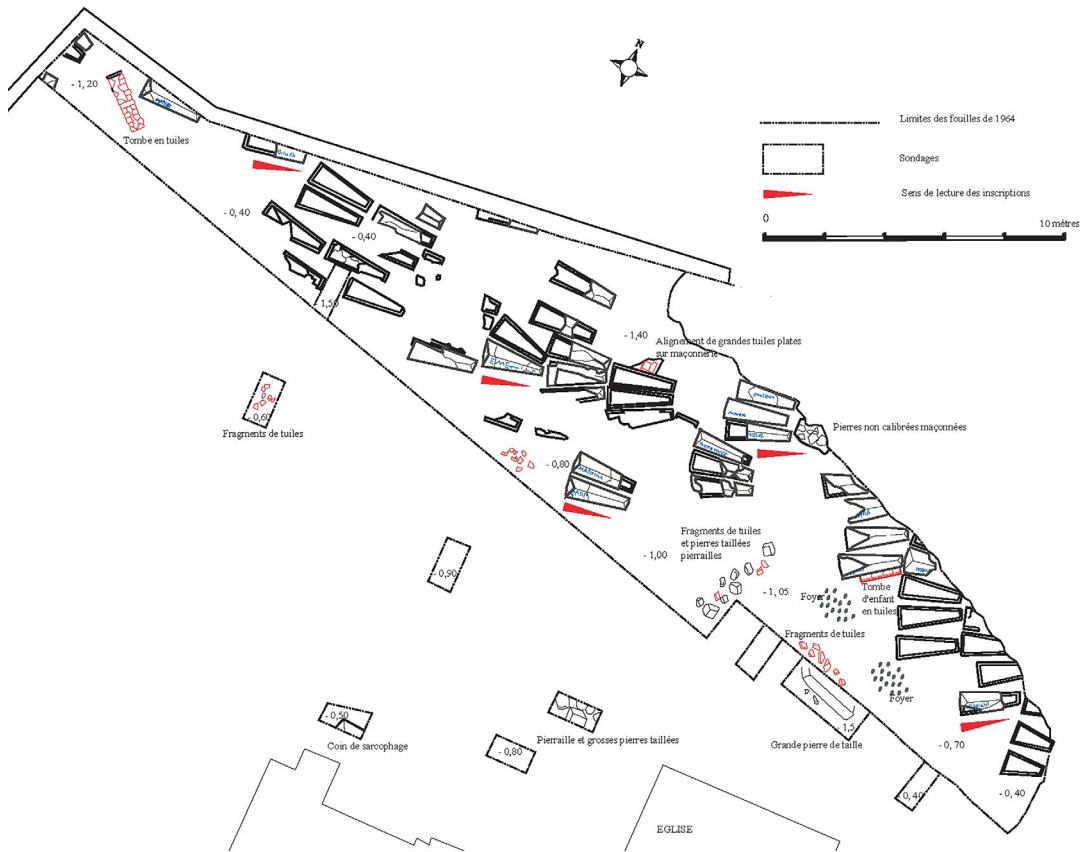 N
- 1, 20
Tombe en tuiles
Limites des fouilles de 1964
Sondages
Sens de lecture des inscriptions
0
10 mètres
- 0, 40
- 0,40
- 1,50
- 1,40
Alignement de grandes tuiles plates
sur maçonnerie
- 0,60
Fragments de tuiles
Pierres non calibrées maçonnées
- 0,80
Fragments de tuiles
et pierres taillées
pierrailles
- 1,00
- 0,90
- 1,05
Foyer
Tombe
d'enfant
en tuiles
Fragments de tuiles
Foyer
- 0,50
Coin de sarcophage
Pierraille et grosses pierres taillées
- 0,80
- 1,5
Grande pierre de taille
- 0,70
- 0,40
- 0,40
EGLISE